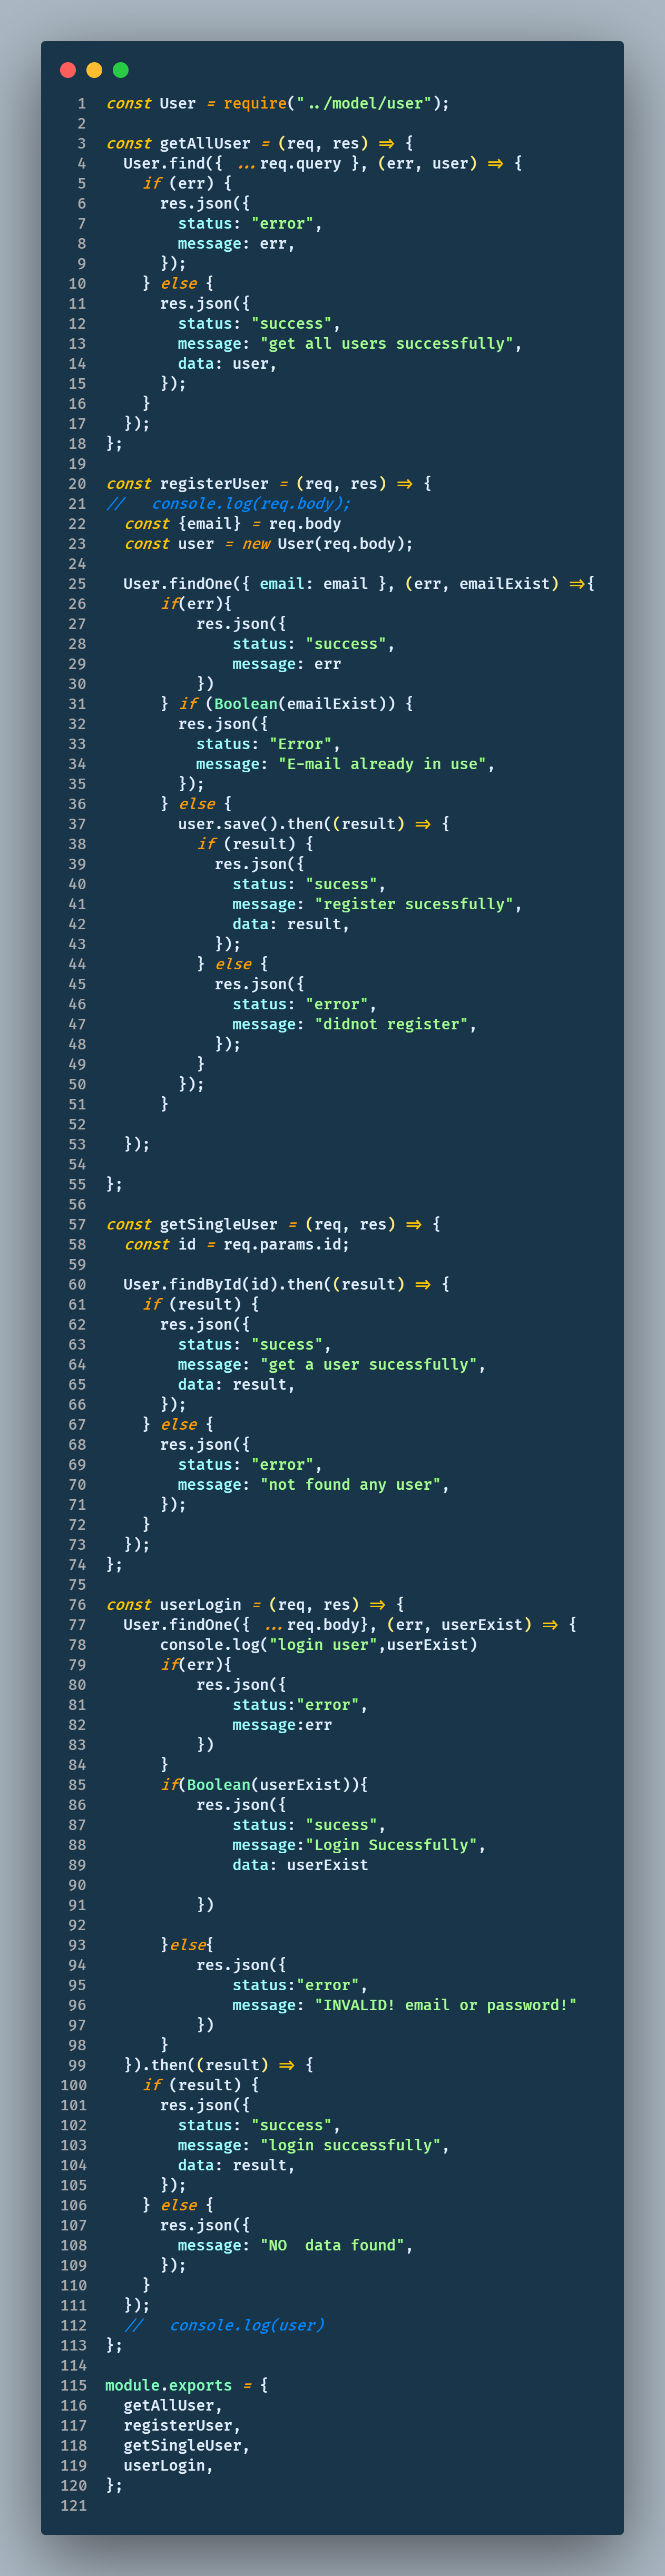 1 const User = require("../model/user");
2
3 const getAllUser = (req, res) => {
4   User.find({ ...req.query }, (err, user) => {
5     if (err) {
6       res.json({
7         status: "error",
8         message: err,
9       });
10     } else {
11       res.json({
12         status: "success",
13         message: "get all users successfully",
14         data: user,
15       });
16     }
17   });
18 };
19
20 const registerUser = (req, res) => {
21 //   console.log(req.body);
22   const {email} = req.body
23   const user = new User(req.body);
24
25   User.findOne({ email: email }, (err, emailExist) =>{
26       if(err){
27           res.json({
28               status: "success",
29               message: err
30           })
31       } if (Boolean(emailExist)) {
32         res.json({
33           status: "Error",
34           message: "E-mail already in use",
35         });
36       } else {
37         user.save().then((result) => {
38           if (result) {
39             res.json({
40               status: "sucess",
41               message: "register sucessfully",
42               data: result,
43             });
44           } else {
45             res.json({
46               status: "error",
47               message: "didnot register",
48             });
49           }
50         });
51       }
52
53   });
54
55 };
56
57 const getSingleUser = (req, res) => {
58   const id = req.params.id;
59
60   User.findById(id).then((result) => {
61     if (result) {
62       res.json({
63         status: "sucess",
64         message: "get a user sucessfully",
65         data: result,
66       });
67     } else {
68       res.json({
69         status: "error",
70         message: "not found any user",
71       });
72     }
73   });
74 };
75
76 const userLogin = (req, res) => {
77   User.findOne({ ...req.body}, (err, userExist) => {
78       console.log("login user",userExist)
79       if(err){
80           res.json({
81               status:"error",
82               message:err
83           })
84       }
85       if(Boolean(userExist)){
86           res.json({
87               status: "sucess",
88               message:"Login Sucessfully",
89               data: userExist
90
91           })
92
93       }else{
94           res.json({
95               status:"error",
96               message: "INVALID! email or password!"
97           })
98       }
99   }).then((result) => {
100     if (result) {
101       res.json({
102         status: "success",
103         message: "login successfully",
104         data: result,
105       });
106     } else {
107       res.json({
108         message: "NO  data found",
109       });
110     }
111   });
112   //   console.log(user)
113 };
114
115 module.exports = {
116   getAllUser,
117   registerUser,
118   getSingleUser,
119   userLogin,
120 };
121